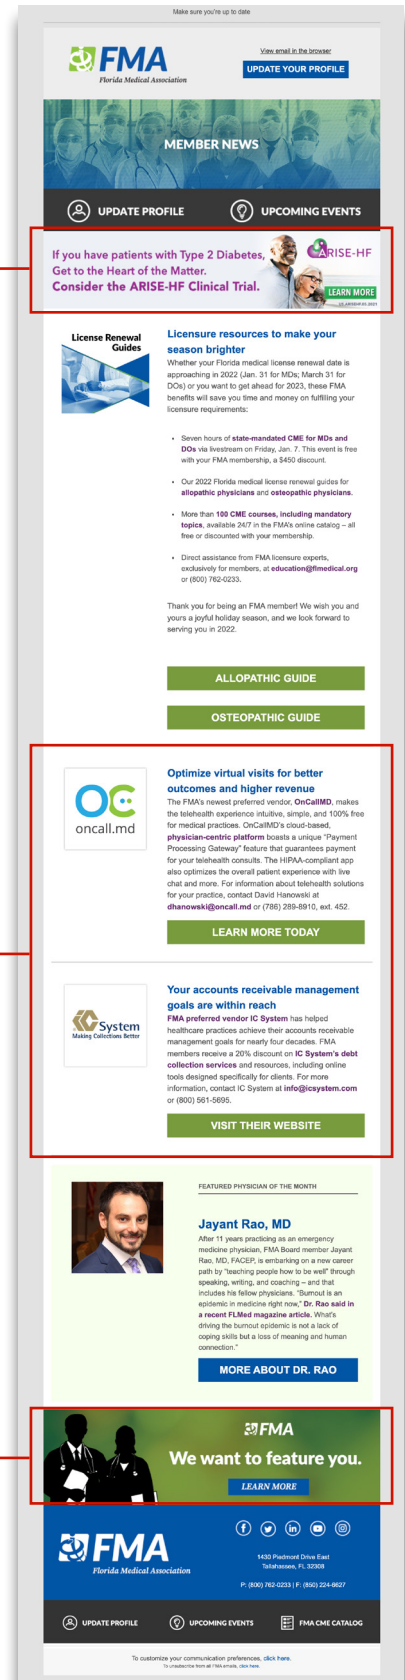 Make sure you're up to date
FMA
Florida Medical Association
View email in the browser
UPDATE YOUR PROFILE
MEMBER NEWS
UPDATE PROFILE
UPCOMING EVENTS
If you have patients with Type 2 Diabetes,
Get to the Heart of the Matter.
Consider the ARISE-HF Clinical Trial.
ARISE-HF
LEARN MORE
License Renewal
Guides
Licensure resources to make your
season brighter
Whether your Florida medical license renewal date is
approaching in 2022 (Jan. 31 for MDs; March 31 for
DOs) or you want to get ahead for 2023, these FMA
benefits will save you time and money on fulfilling your
licensure requirements:
• Seven hours of state-mandated CME for MDs and
DOs via livestream on Friday, Jan. 7. This event is free
with your FMA membership, a $450 discount.
• Our 2022 Florida medical license renewal guides for
allopathic physicians and osteopathic physicians.
• More than 100 CME courses, including mandatory
topics, available 24/7 in the FMA's online catalog – all
free or discounted with your membership.
• Direct assistance from FMA licensure experts,
exclusively for members, at education@flmedical.org
or (800) 762-0233.
Thank you for being an FMA member! We wish you and
yours a joyful holiday season, and we look forward to
serving you in 2022.
ALLOPATHIC GUIDE
OSTEOPATHIC GUIDE
oncall.md
Optimize virtual visits for better
outcomes and higher revenue
The FMA's newest preferred vendor, OnCallMD, makes
the telehealth experience intuitive, simple, and 100% free
for medical practices. OnCallMD's cloud-based,
physician-centric platform boasts a unique "Payment
Processing Gateway" feature that guarantees payment
for your telehealth consults. The HIPAA-compliant app
also optimizes the overall patient experience with live
chat and more. For information about telehealth solutions
for your practice, contact David Hanowski at
dhanowski@oncall.md or (786) 289-8910, ext. 452.
LEARN MORE TODAY
IC System
Making Collections Better
Your accounts receivable management
goals are within reach
FMA preferred vendor IC System has helped
healthcare practices achieve their accounts receivable
management goals for nearly four decades. FMA
members receive a 20% discount on IC System's debt
collection services and resources, including online
tools designed specifically for clients. For more
information, contact IC System at info@icsystem.com
or (800) 561-5695.
VISIT THEIR WEBSITE
FEATURED PHYSICIAN OF THE MONTH
Jayant Rao, MD
After 11 years practicing as an emergency
medicine physician, FMA Board member Jayant
Rao, MD, FACEP, is embarking on a new career
path by "teaching people how to be well" through
speaking, writing, and coaching – and that
includes his fellow physicians. "Burnout is an
epidemic in medicine right now," Dr. Rao said in
a recent FLMed magazine article. What's
driving the burnout epidemic is not a lack of
coping skills but a loss of meaning and human
connection."
MORE ABOUT DR. RAO
FMA
We want to feature you.
LEARN MORE
FMA
Florida Medical Association
1430 Piedmont Drive East
Tallahassee, FL 32308
P: (800) 762-0233 | F: (850) 224-6627
UPDATE PROFILE
UPCOMING EVENTS
FMA CME CATALOG
To customize your communication preferences, click here.
To unsubscribe from all FMA emails, click here.